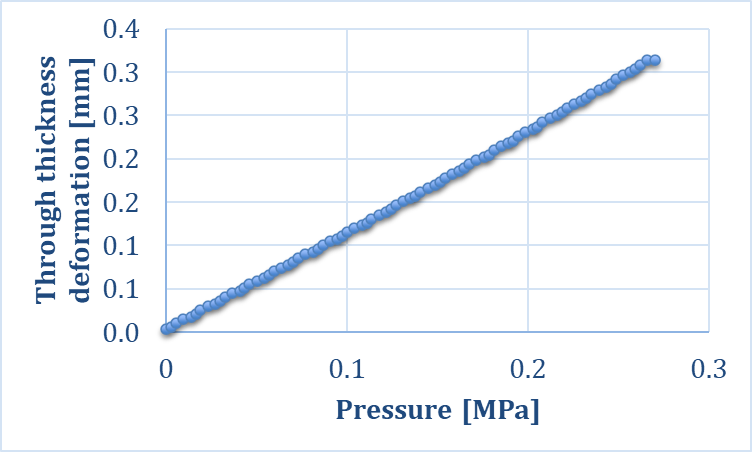 Through thickness
deformation [mm]
0.4
0.3
0.3
0.2
0.2
0.1
0.1
0.0
0 0.1 0.2 0.3
Pressure [MPa]